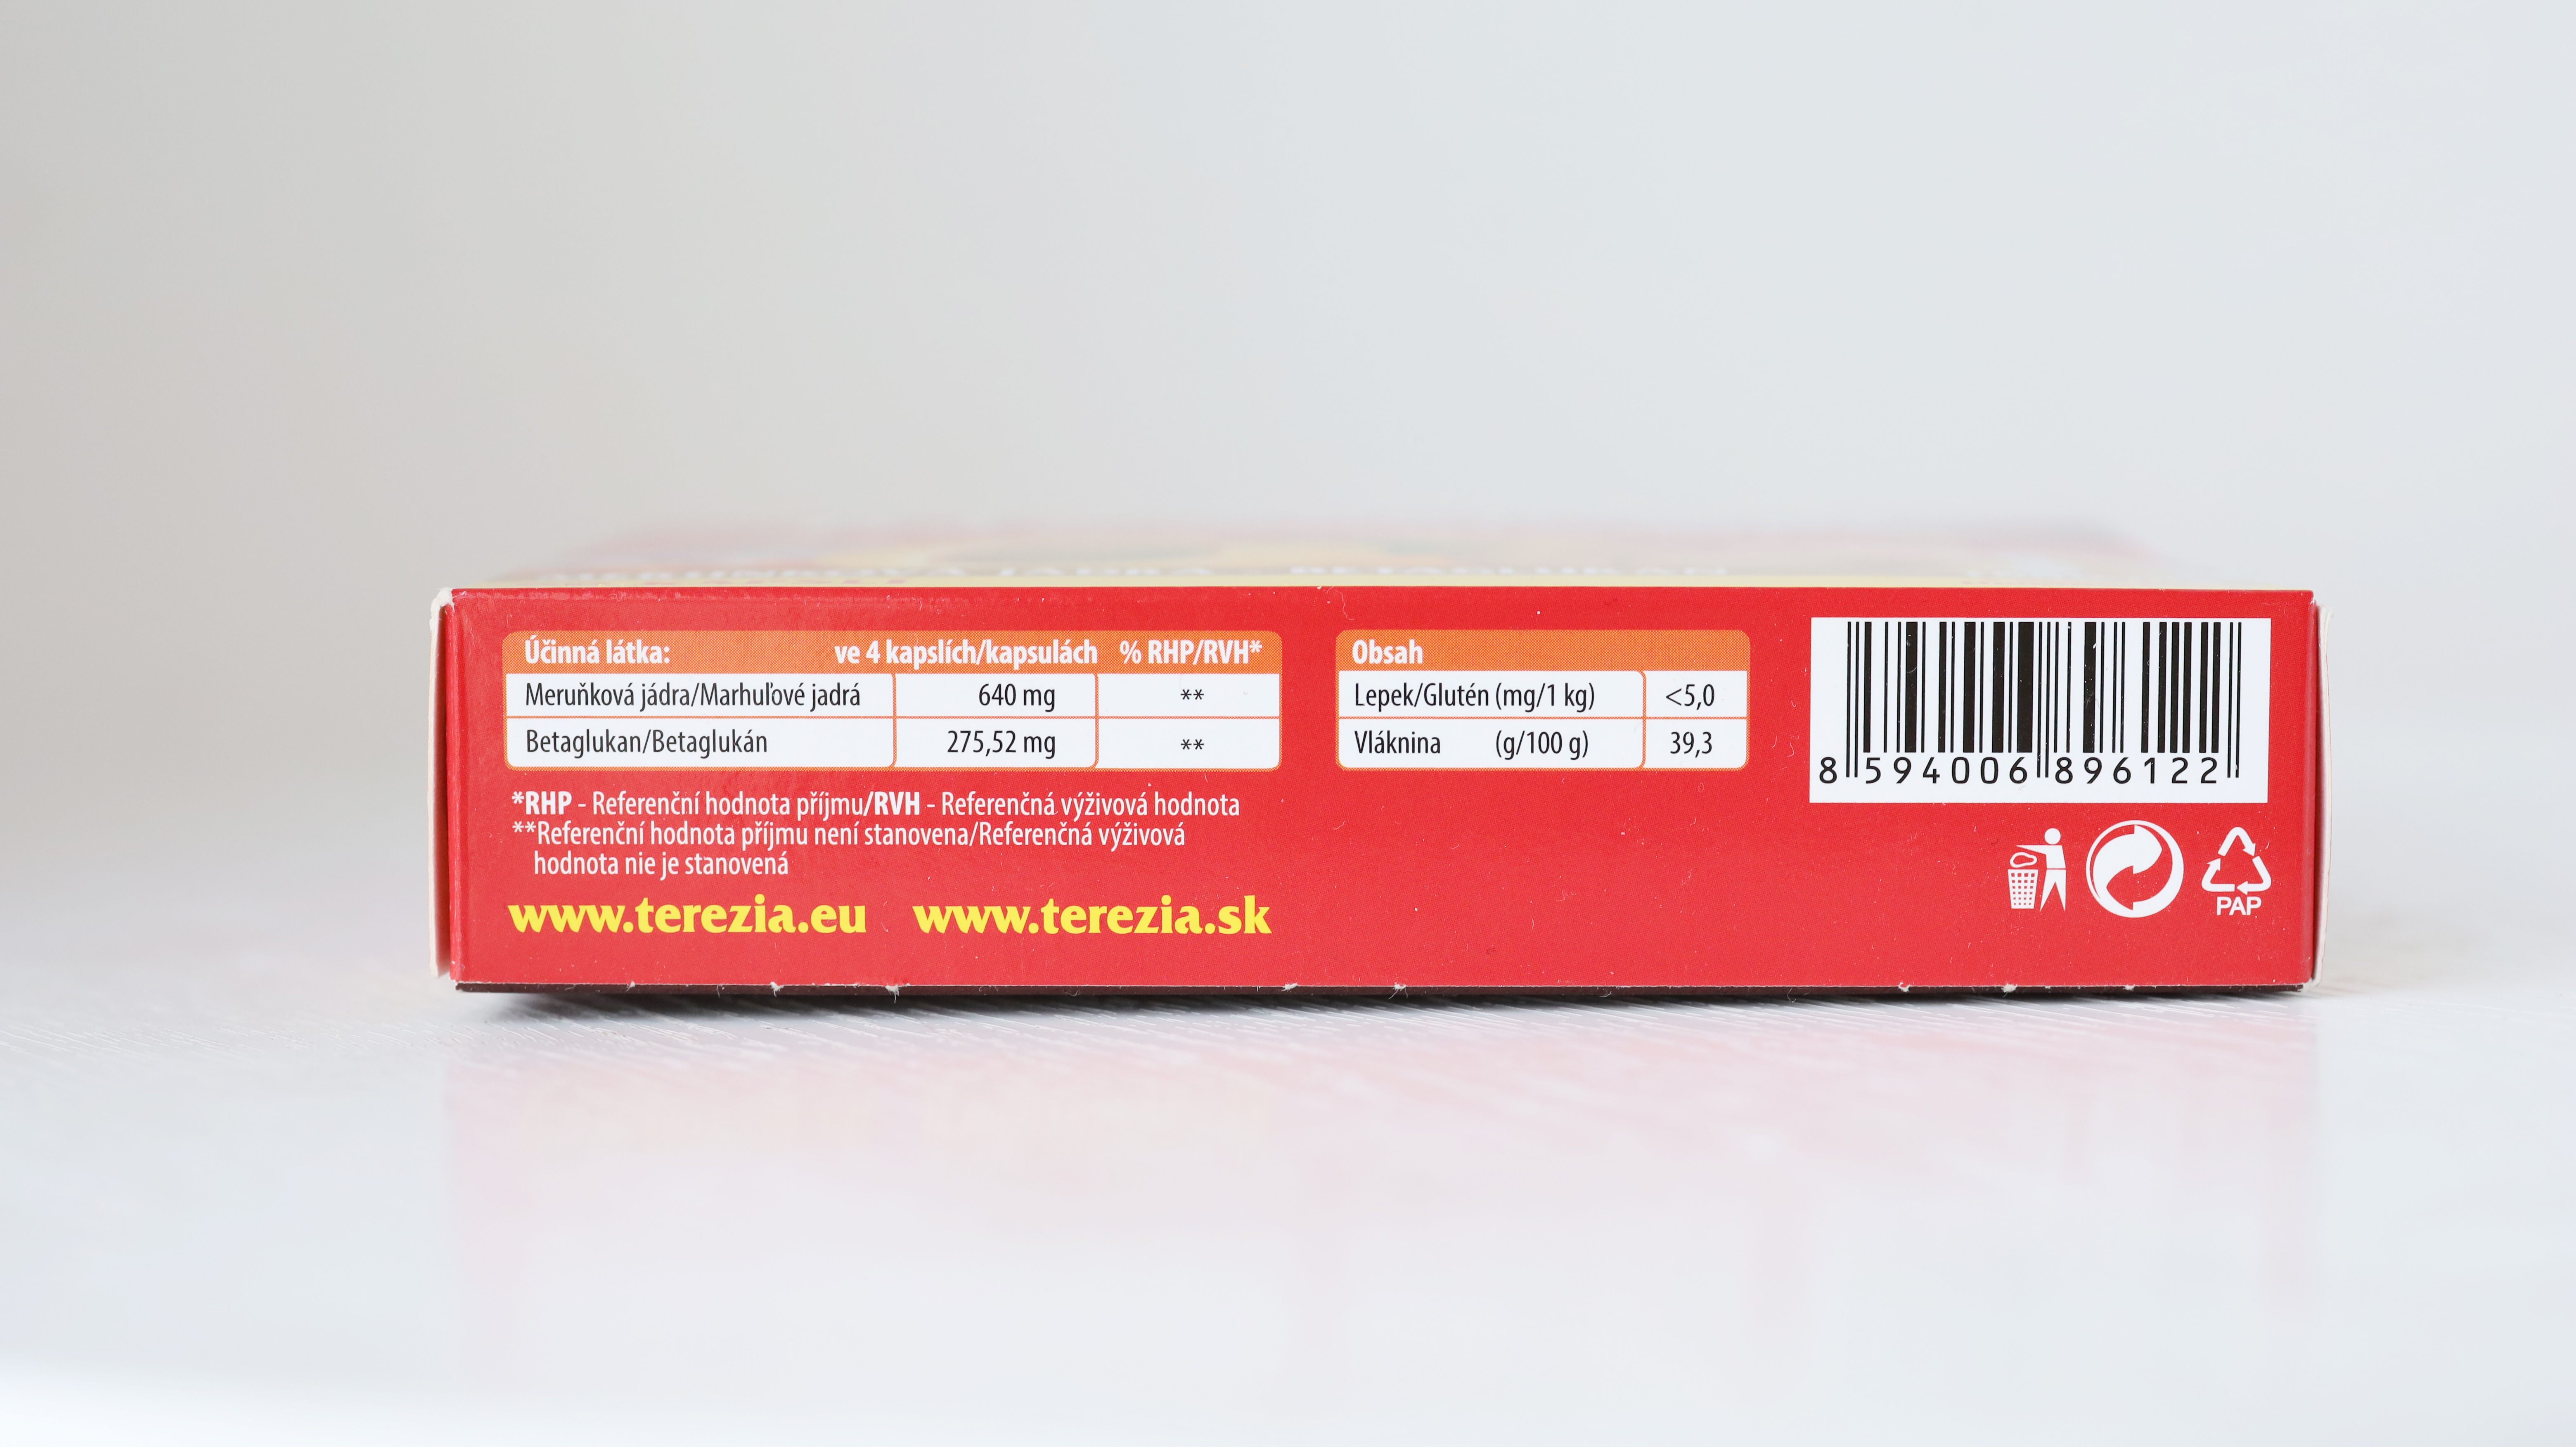 Účinná látka: ve 4 kapslích/kapsulách % RHP/RVH*
Meruňková jádra/Marhuľové jadrá 640 mg **
Betaglukan/Betaglukán 275,52 mg **
*RHP - Referenční hodnota příjmu/RVH - Referenčná výživová hodnota
**Referenční hodnota příjmu není stanovena/Referenčná výživová
hodnota nie je stanovená
www.terezia.eu www.terezia.sk
Obsah
Lepek/Glutén (mg/1 kg) <5,0
Vláknina (g/100 g) 39,3
8 594006 896122
PAP